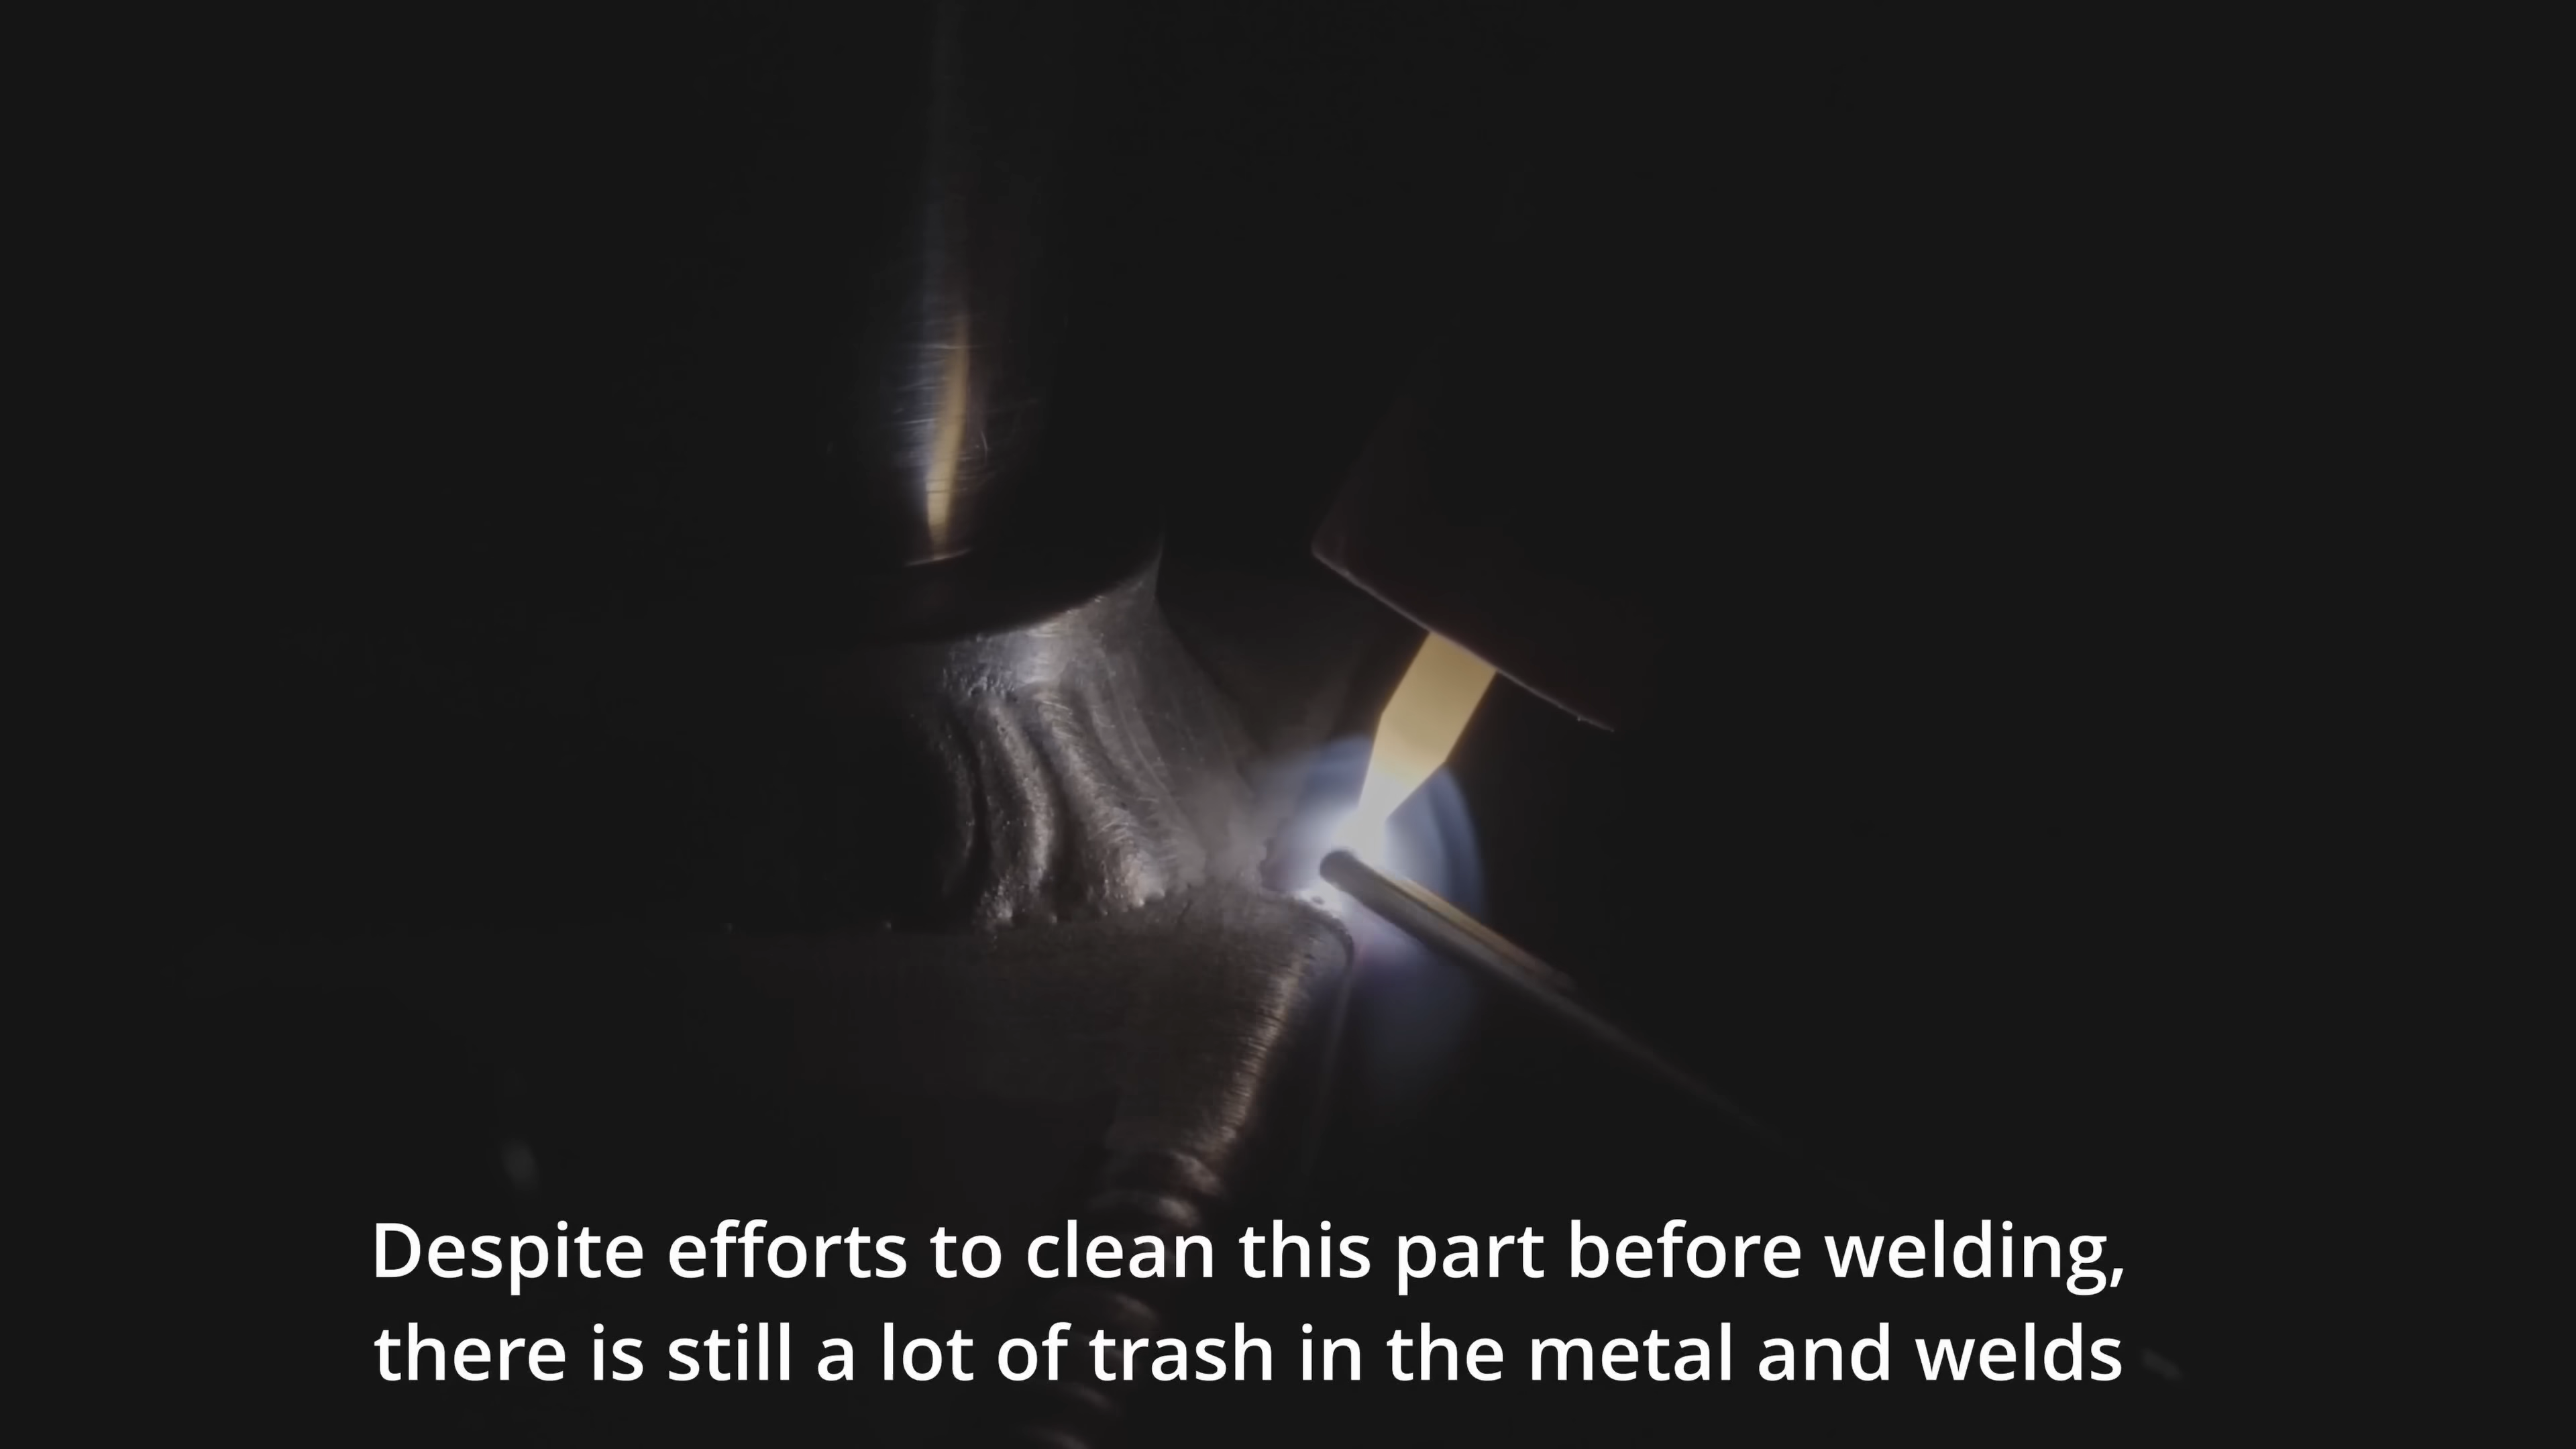 Despite efforts to clean this part before welding,
there is still a lot of trash in the metal and welds